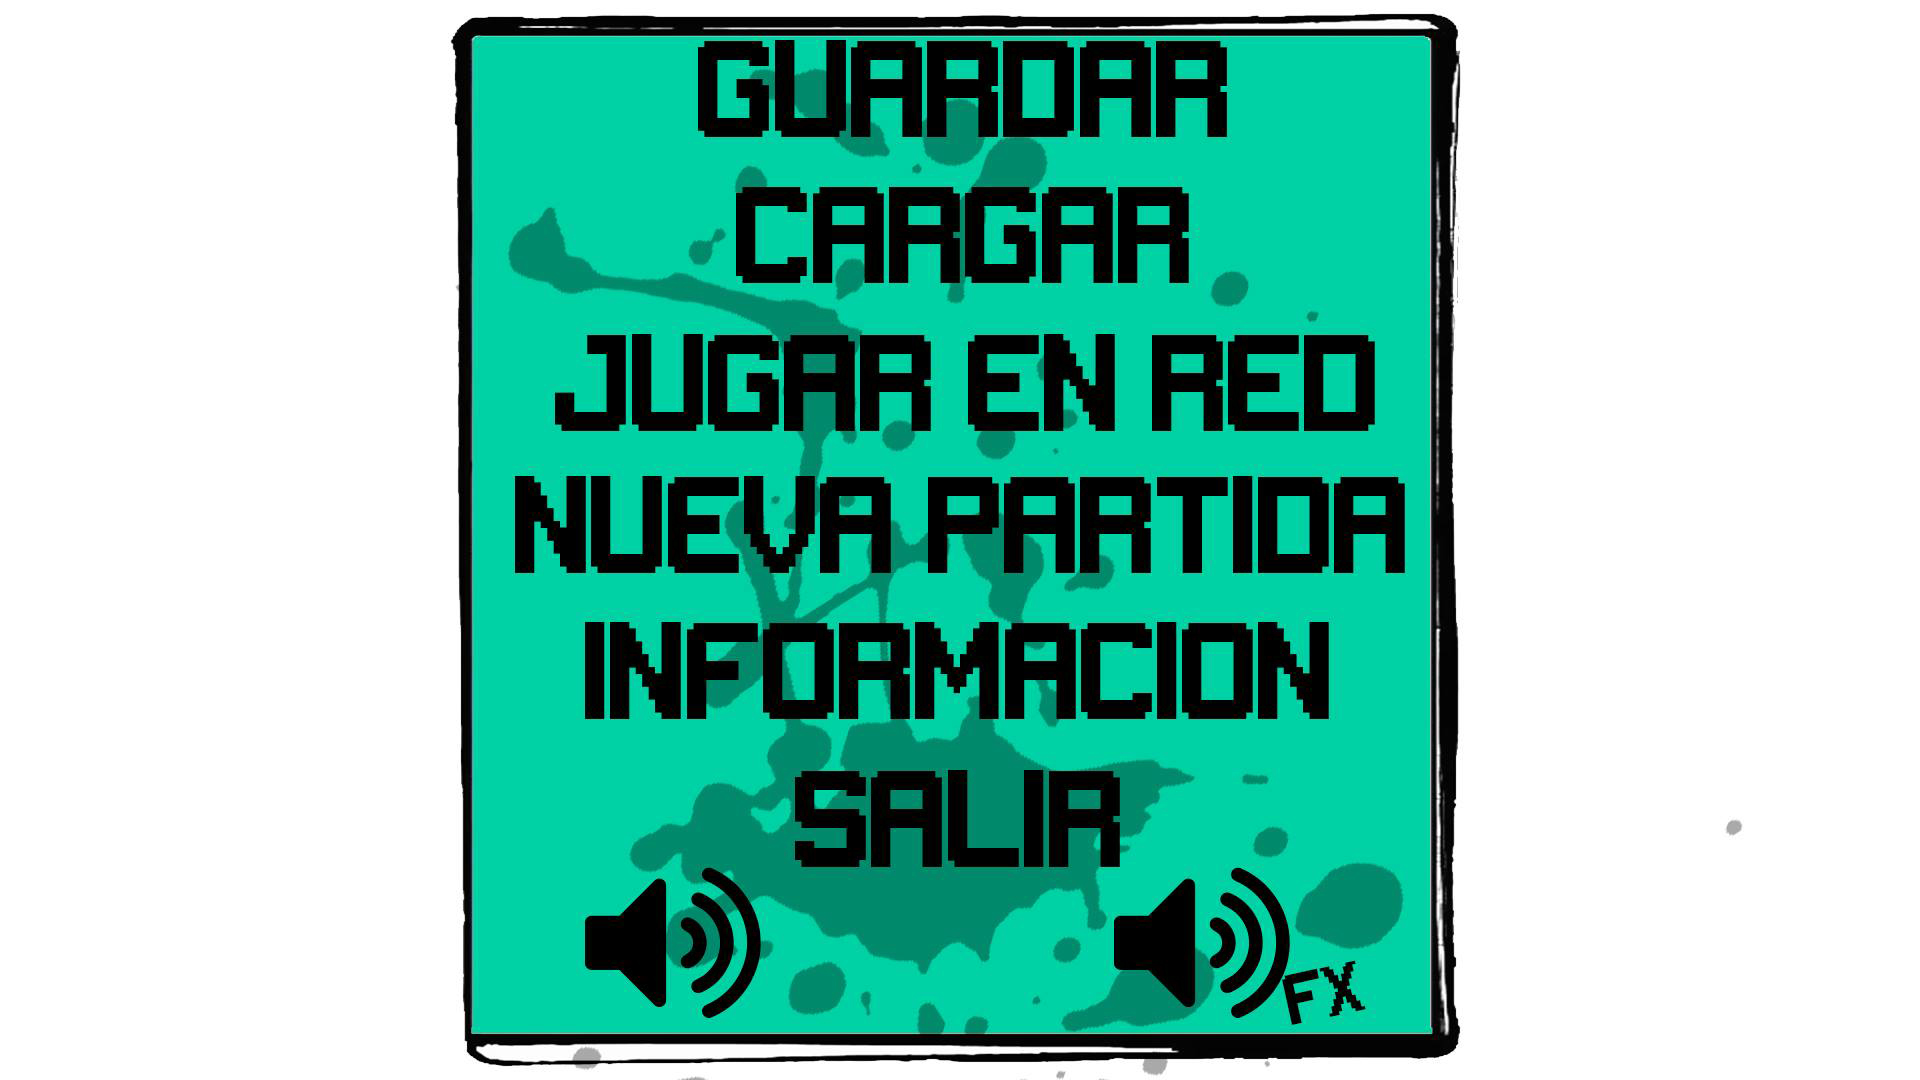 GUARDAR
CARGAR
JUGAR EN RED
NUEVA PARTIDA
INFORMACION
SALIR
FX